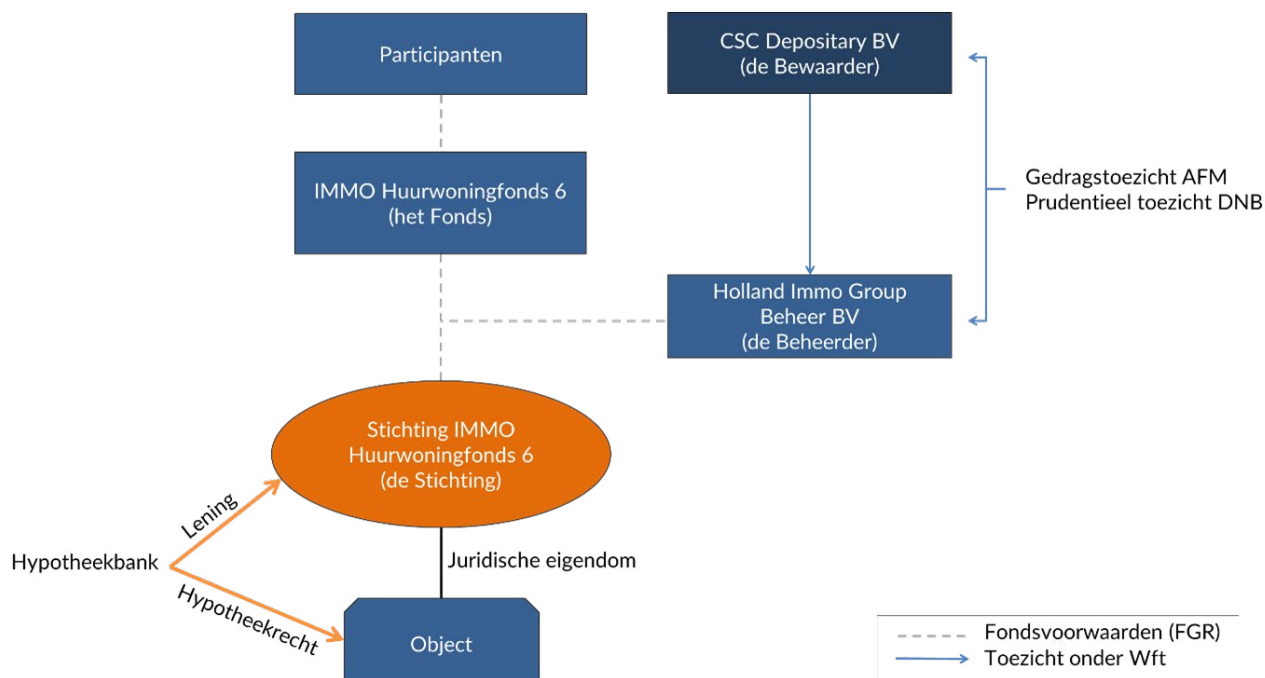 Participanten
CSC Depositary BV
(de Bewaarder)
IMMO Huurwoningfonds 6
(het Fonds)
Gedragstoezicht AFM
Prudentieel toezicht DNB
Holland Immo Group
Beheer BV
(de Beheerder)
Stichting IMMO
Huurwoningfonds 6
(de Stichting)
Lening
Hypotheekbank
Juridische eigendom
Hypotheekrecht
Object
Fondsvoorwaarden (FGR)
Toezicht onder Wft